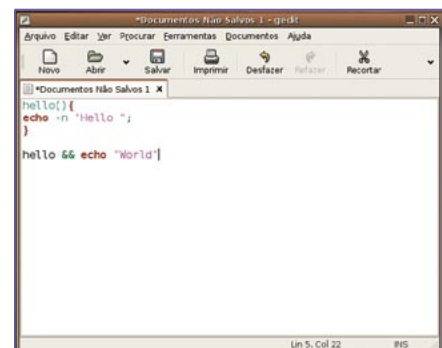 *Documentos Não Salvos 1 - gedit
Arquivo Editar Ver Procurar Ferramentas Documentos Ajuda
Novo Abrir Salvar Imprimir Desfazer Refazer Recortar
*Documentos Não Salvos 1
hello(){
echo -n "Hello ";
}
hello && echo "World"
Lin 5, Col 22 INS